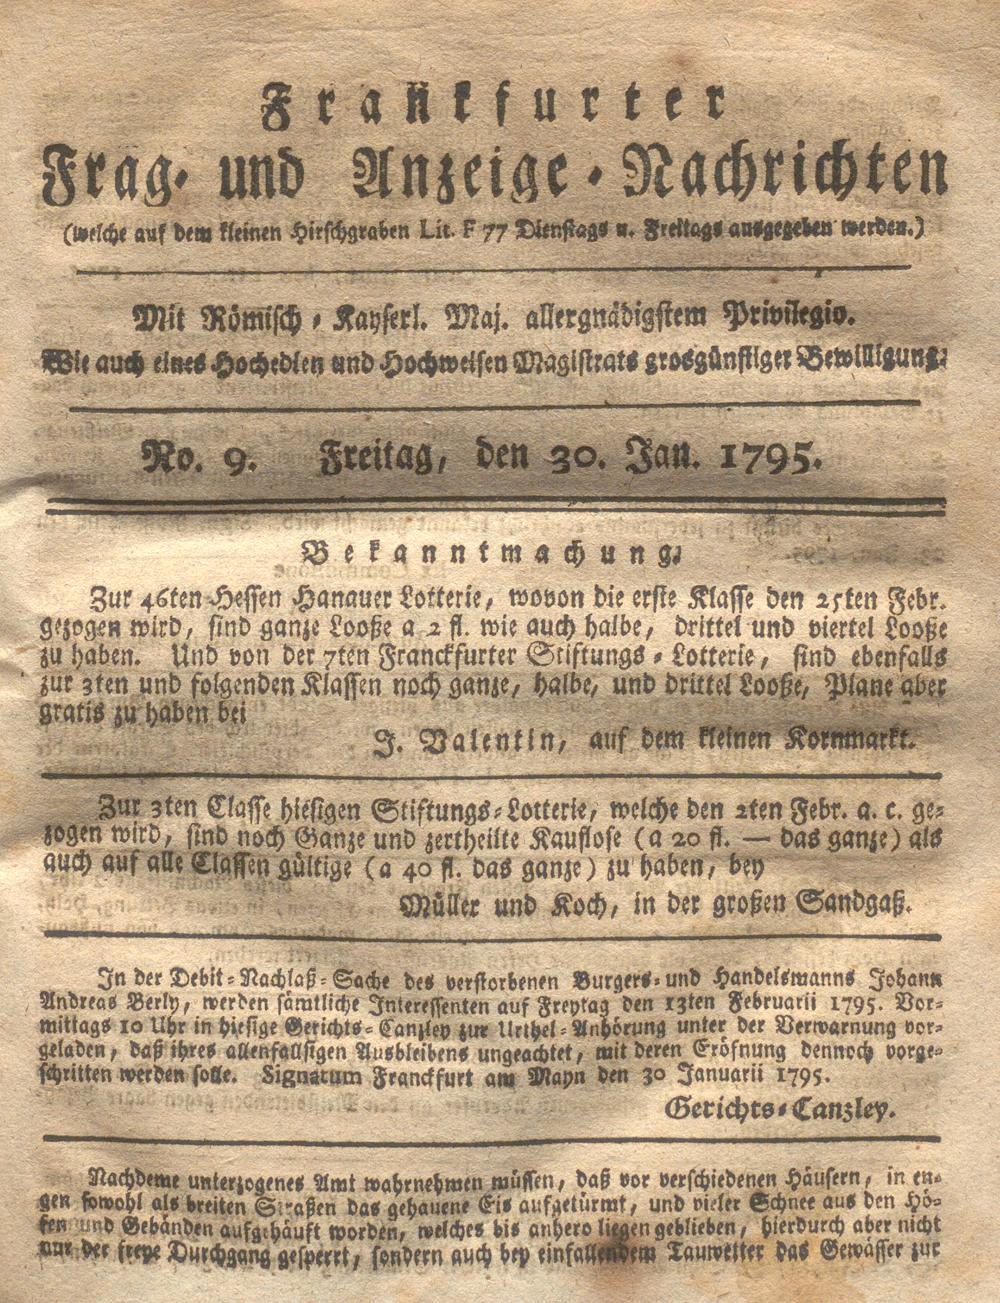 Frankfurter
Frag- und Anzeige-Nachrichten
(welche auf dem kleinen Hirschgraben Lit. F 77 Dienstags u. Freitags ausgegeben werden.)
Mit Römisch-Kayserl. Maj. allergnädigstem Privilegio.
Wie auch eines Hochedlen und Hochweisen Magistrats grosgünstiger Bewilligung.
No. 9. Freitag, den 30. Jan. 1795.
Bekanntmachung.
Zur 46ten Hessen Hanauer Lotterie, wovon die erste Klasse den 25ten Febr.
gezogen wird, sind ganze Looße a 2 fl. wie auch halbe, drittel und viertel Looße
zu haben. Und von der 7ten Franckfurter Stiftungs-Lotterie, sind ebenfalls
zur 3ten und folgenden Klassen noch ganze, halbe, und drittel Looße, Plane aber
gratis zu haben bei
J. Valentin, auf dem kleinen Kornmarkt.
Zur 3ten Classe hiesigen Stiftungs-Lotterie, welche den 2ten Febr. a. c. ge-
zogen wird, sind noch Ganze und zertheilte Kauflose (a 20 fl. — das ganze) als
auch auf alle Classen gültige (a 40 fl. das ganze) zu haben, bey
Müller und Koch, in der großen Sandgaß.
In der Debit-Nachlaß-Sache des verstorbenen Burgers-und Handelsmanns Johann
Andreas Berly, werden sämtliche Interessenten auf Freytag den 13ten Februarii 1795. Vor-
mittags 10 Uhr in hiesige Gerichts-Canzley zur Urthel-Anhörung unter der Verwarnung vor-
geladen, daß ihres allenfallsigen Ausbleibens ungeachtet, mit deren Eröfnung dennoch vorge-
schritten werden solle. Signatum Franckfurt am Mayn den 30 Januarii 1795.
Gerichts-Canzley.
Nachdeme unterzogenes Amt wahrnehmen müssen, daß vor verschiedenen Häusern, in en-
gen sowohl als breiten Straßen das gehauene Eis aufgetürmt, und vieler Schnee aus den Hö-
fen und Gebänden aufgehäuft worden, welches bis anhero liegen geblieben, hierdurch aber nicht
nur der freye Durchgang gesperrt, sondern auch bey einfallendem Tauwetter das Gewässer zur